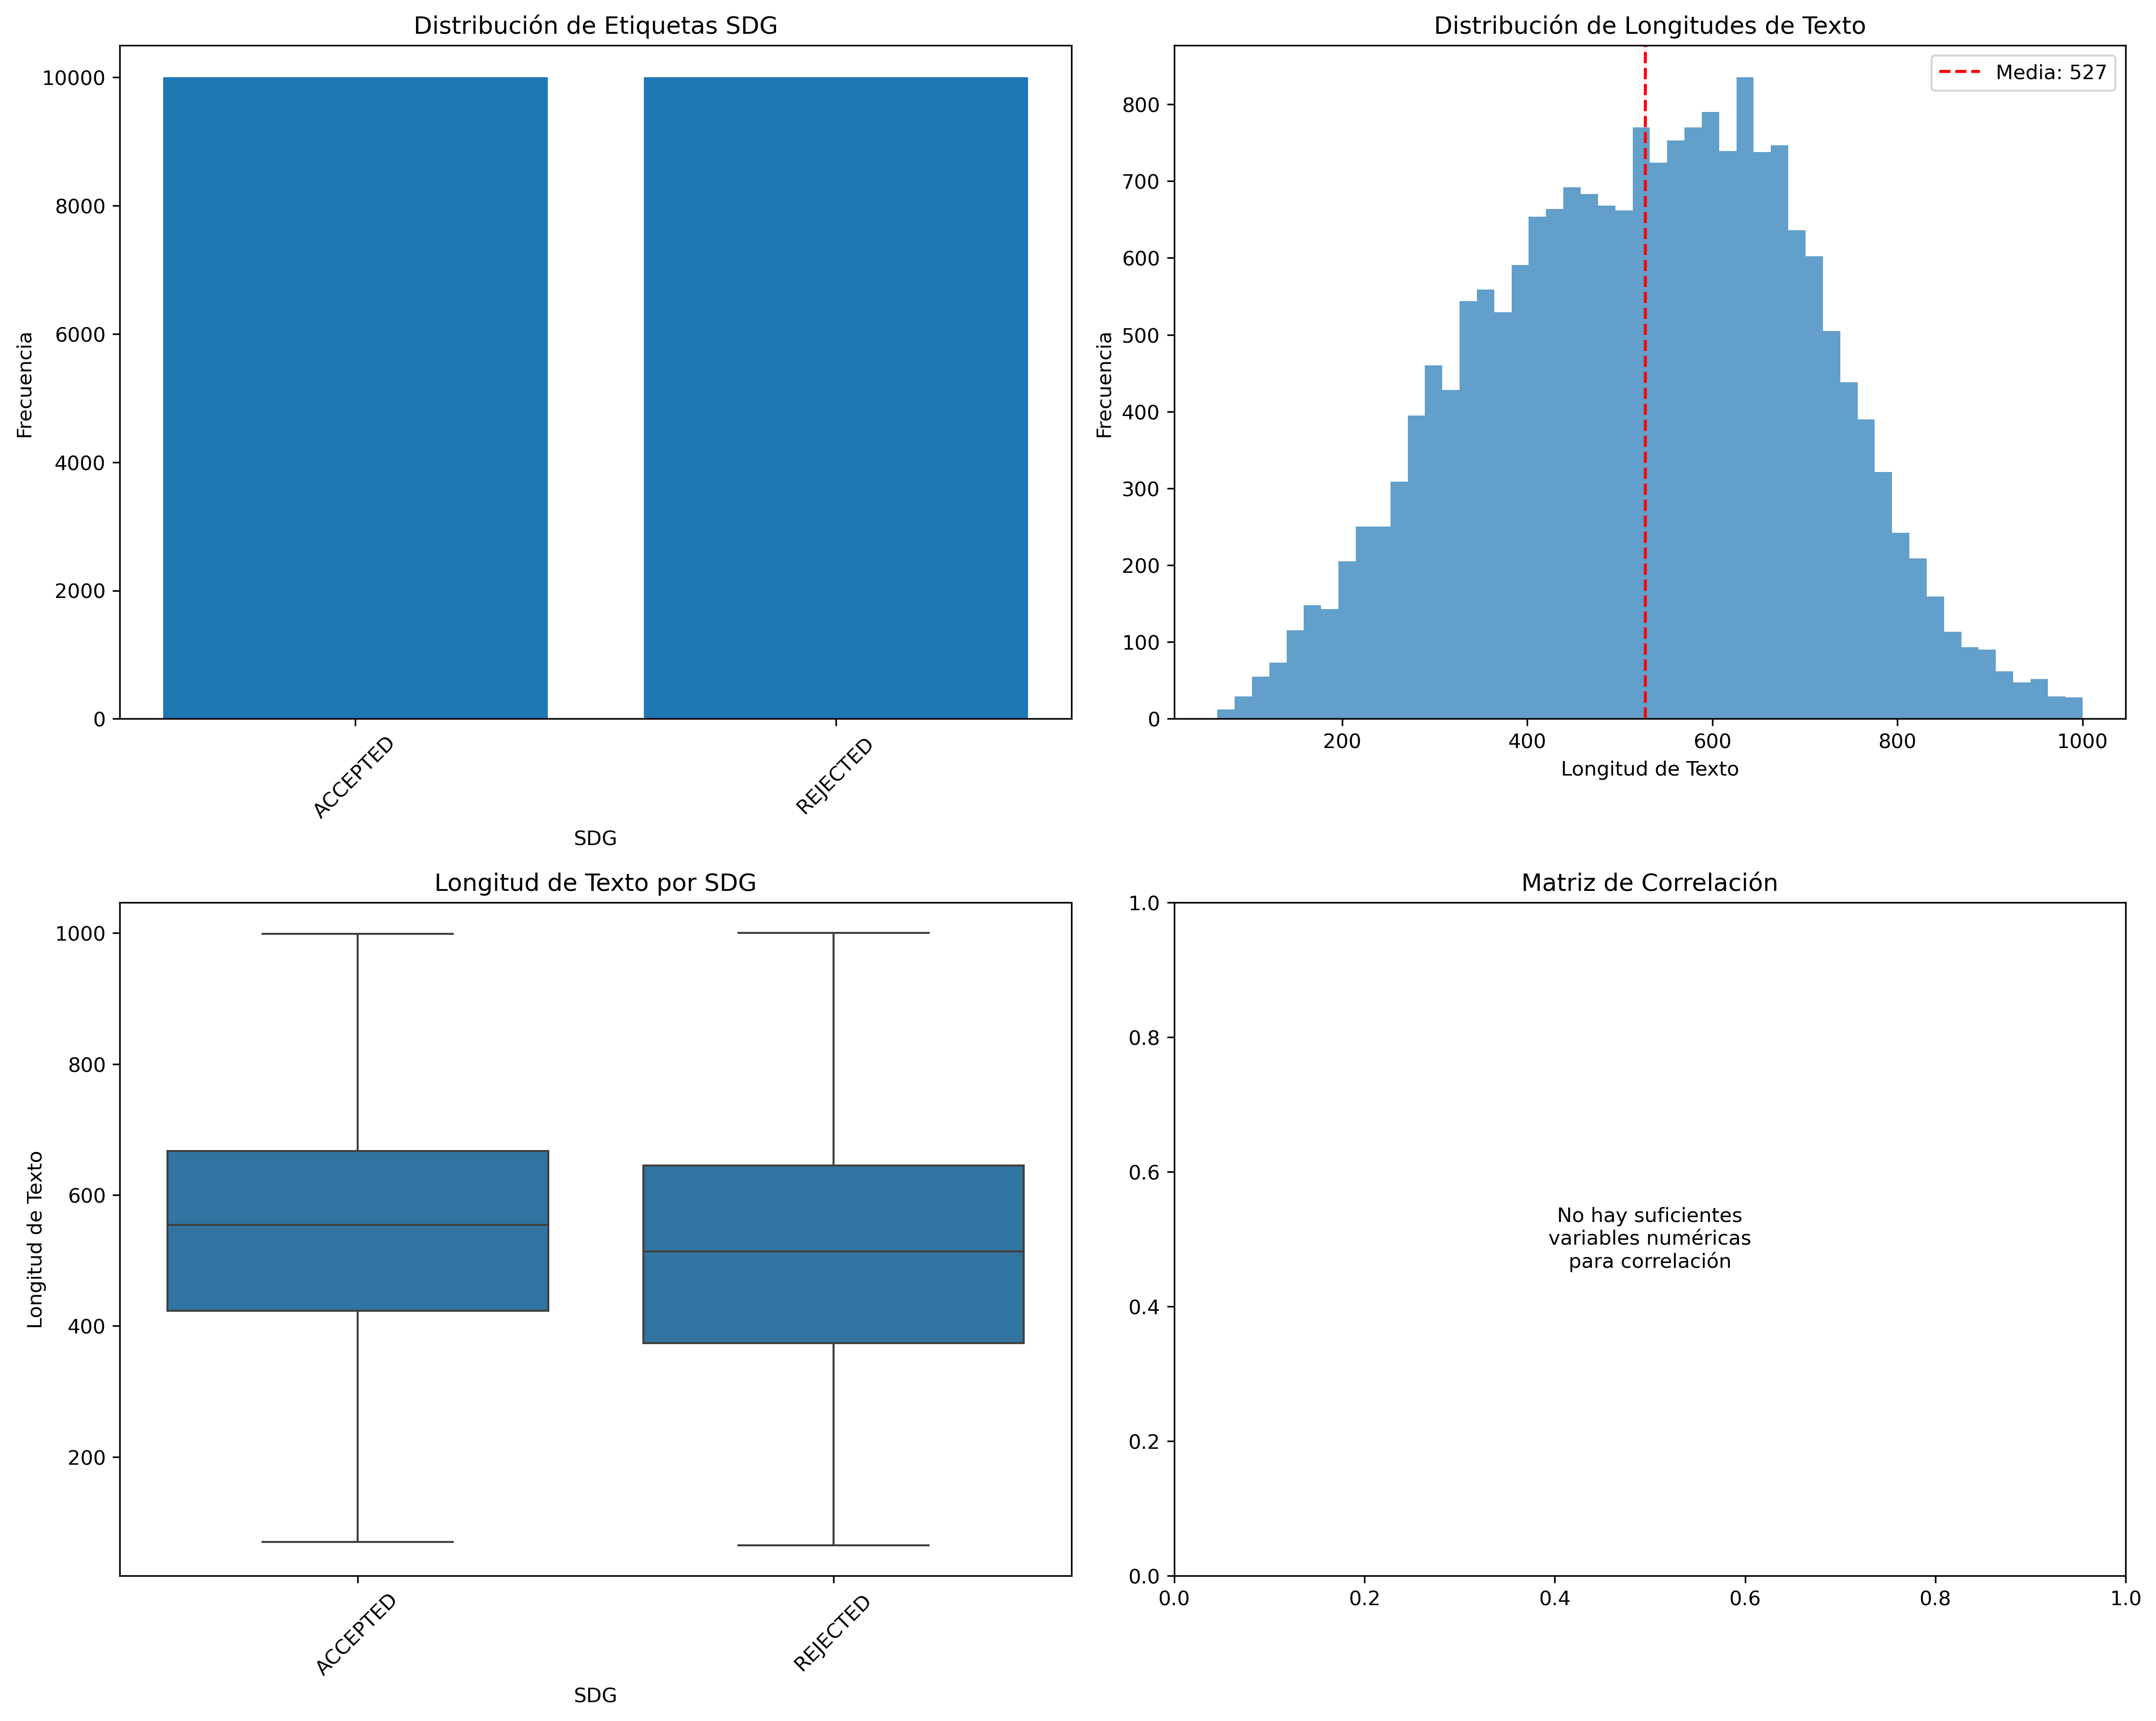 Distribución de Etiquetas SDG
10000
8000
6000
4000
2000
0
Frecuencia
ACCEPTED
REJECTED
SDG
Distribución de Longitudes de Texto
Media: 527
800
700
600
500
400
300
200
100
0
Frecuencia
200
400
600
800
1000
Longitud de Texto
Longitud de Texto por SDG
1000
800
600
400
200
Longitud de Texto
ACCEPTED
REJECTED
SDG
Matriz de Correlación
1.0
0.8
0.6
0.4
0.2
0.0
No hay suficientes
variables numéricas
para correlación
0.0
0.2
0.4
0.6
0.8
1.0